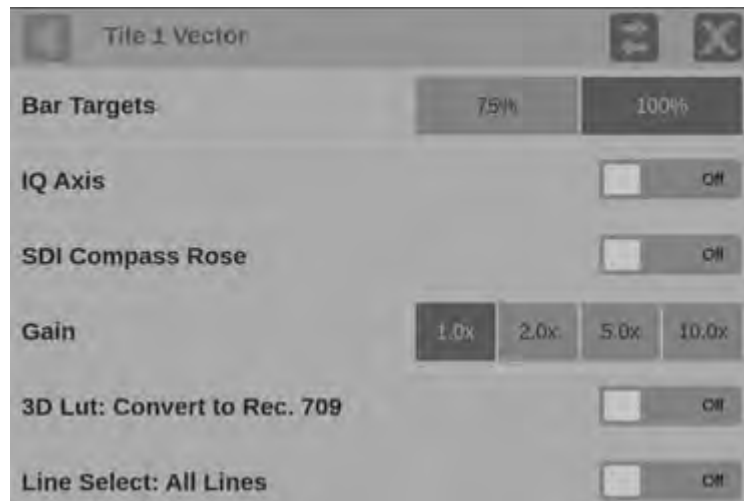 Tile 1 Vector
Bar Targets 75% 100%
IQ Axis Off
SDI Compass Rose Off
Gain 1.0x 2.0x 5.0x 10.0x
3D Lut: Convert to Rec. 709 Off
Line Select: All Lines Off